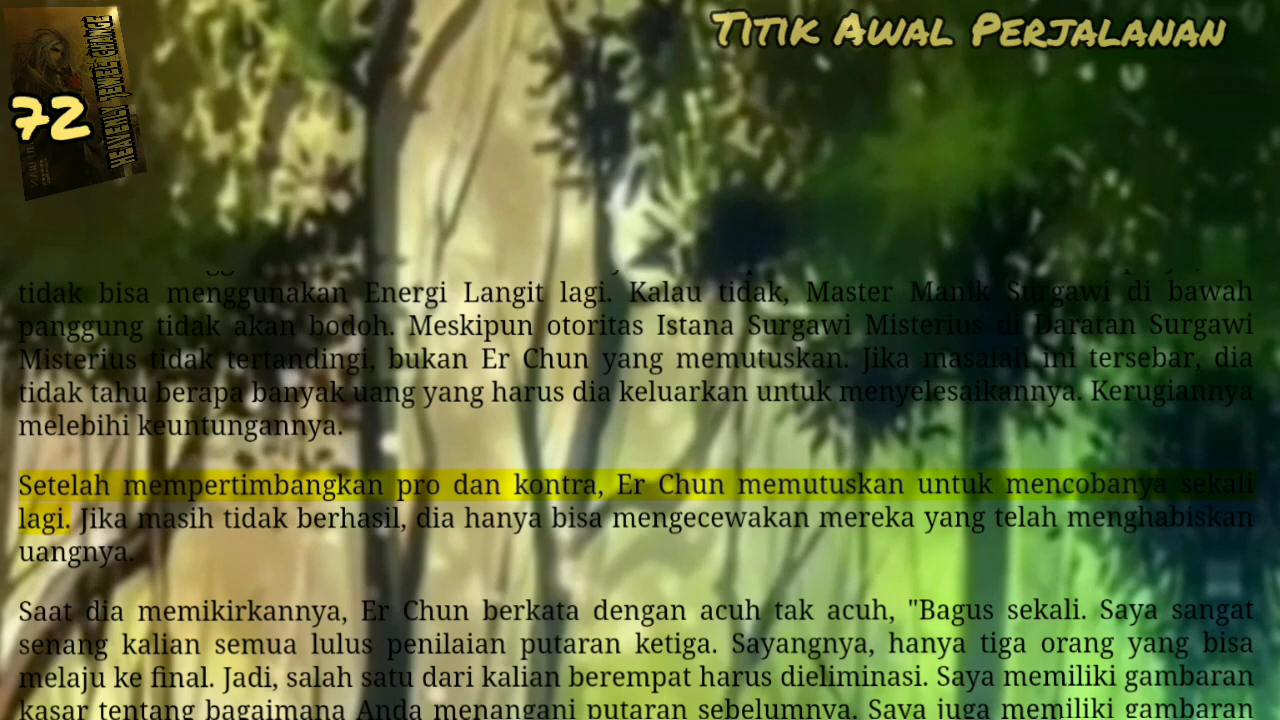 Titik Awal Perjalanan
72
HEAVENLY JEWEL CHANGE
tidak bisa menggunakan Energi Langit lagi. Kalau tidak, Master Manik Surgawi di bawah
panggung tidak akan bodoh. Meskipun otoritas Istana Surgawi Misterius di Daratan Surgawi
Misterius tidak tertandingi, bukan Er Chun yang memutuskan. Jika masalah ini tersebar, dia
tidak tahu berapa banyak uang yang harus dia keluarkan untuk menyelesaikannya. Kerugiannya
melebihi keuntungannya.
Setelah mempertimbangkan pro dan kontra, Er Chun memutuskan untuk mencobanya sekali
lagi. Jika masih tidak berhasil, dia hanya bisa mengecewakan mereka yang telah menghabiskan
uangnya.
Saat dia memikirkannya, Er Chun berkata dengan acuh tak acuh, "Bagus sekali. Saya sangat
senang kalian semua lulus penilaian putaran ketiga. Sayangnya, hanya tiga orang yang bisa
melaju ke final. Jadi, salah satu dari kalian berempat harus dieliminasi. Saya memiliki gambaran
kasar tentang bagaimana Anda menangani putaran sebelumnya. Saya juga memiliki gambaran